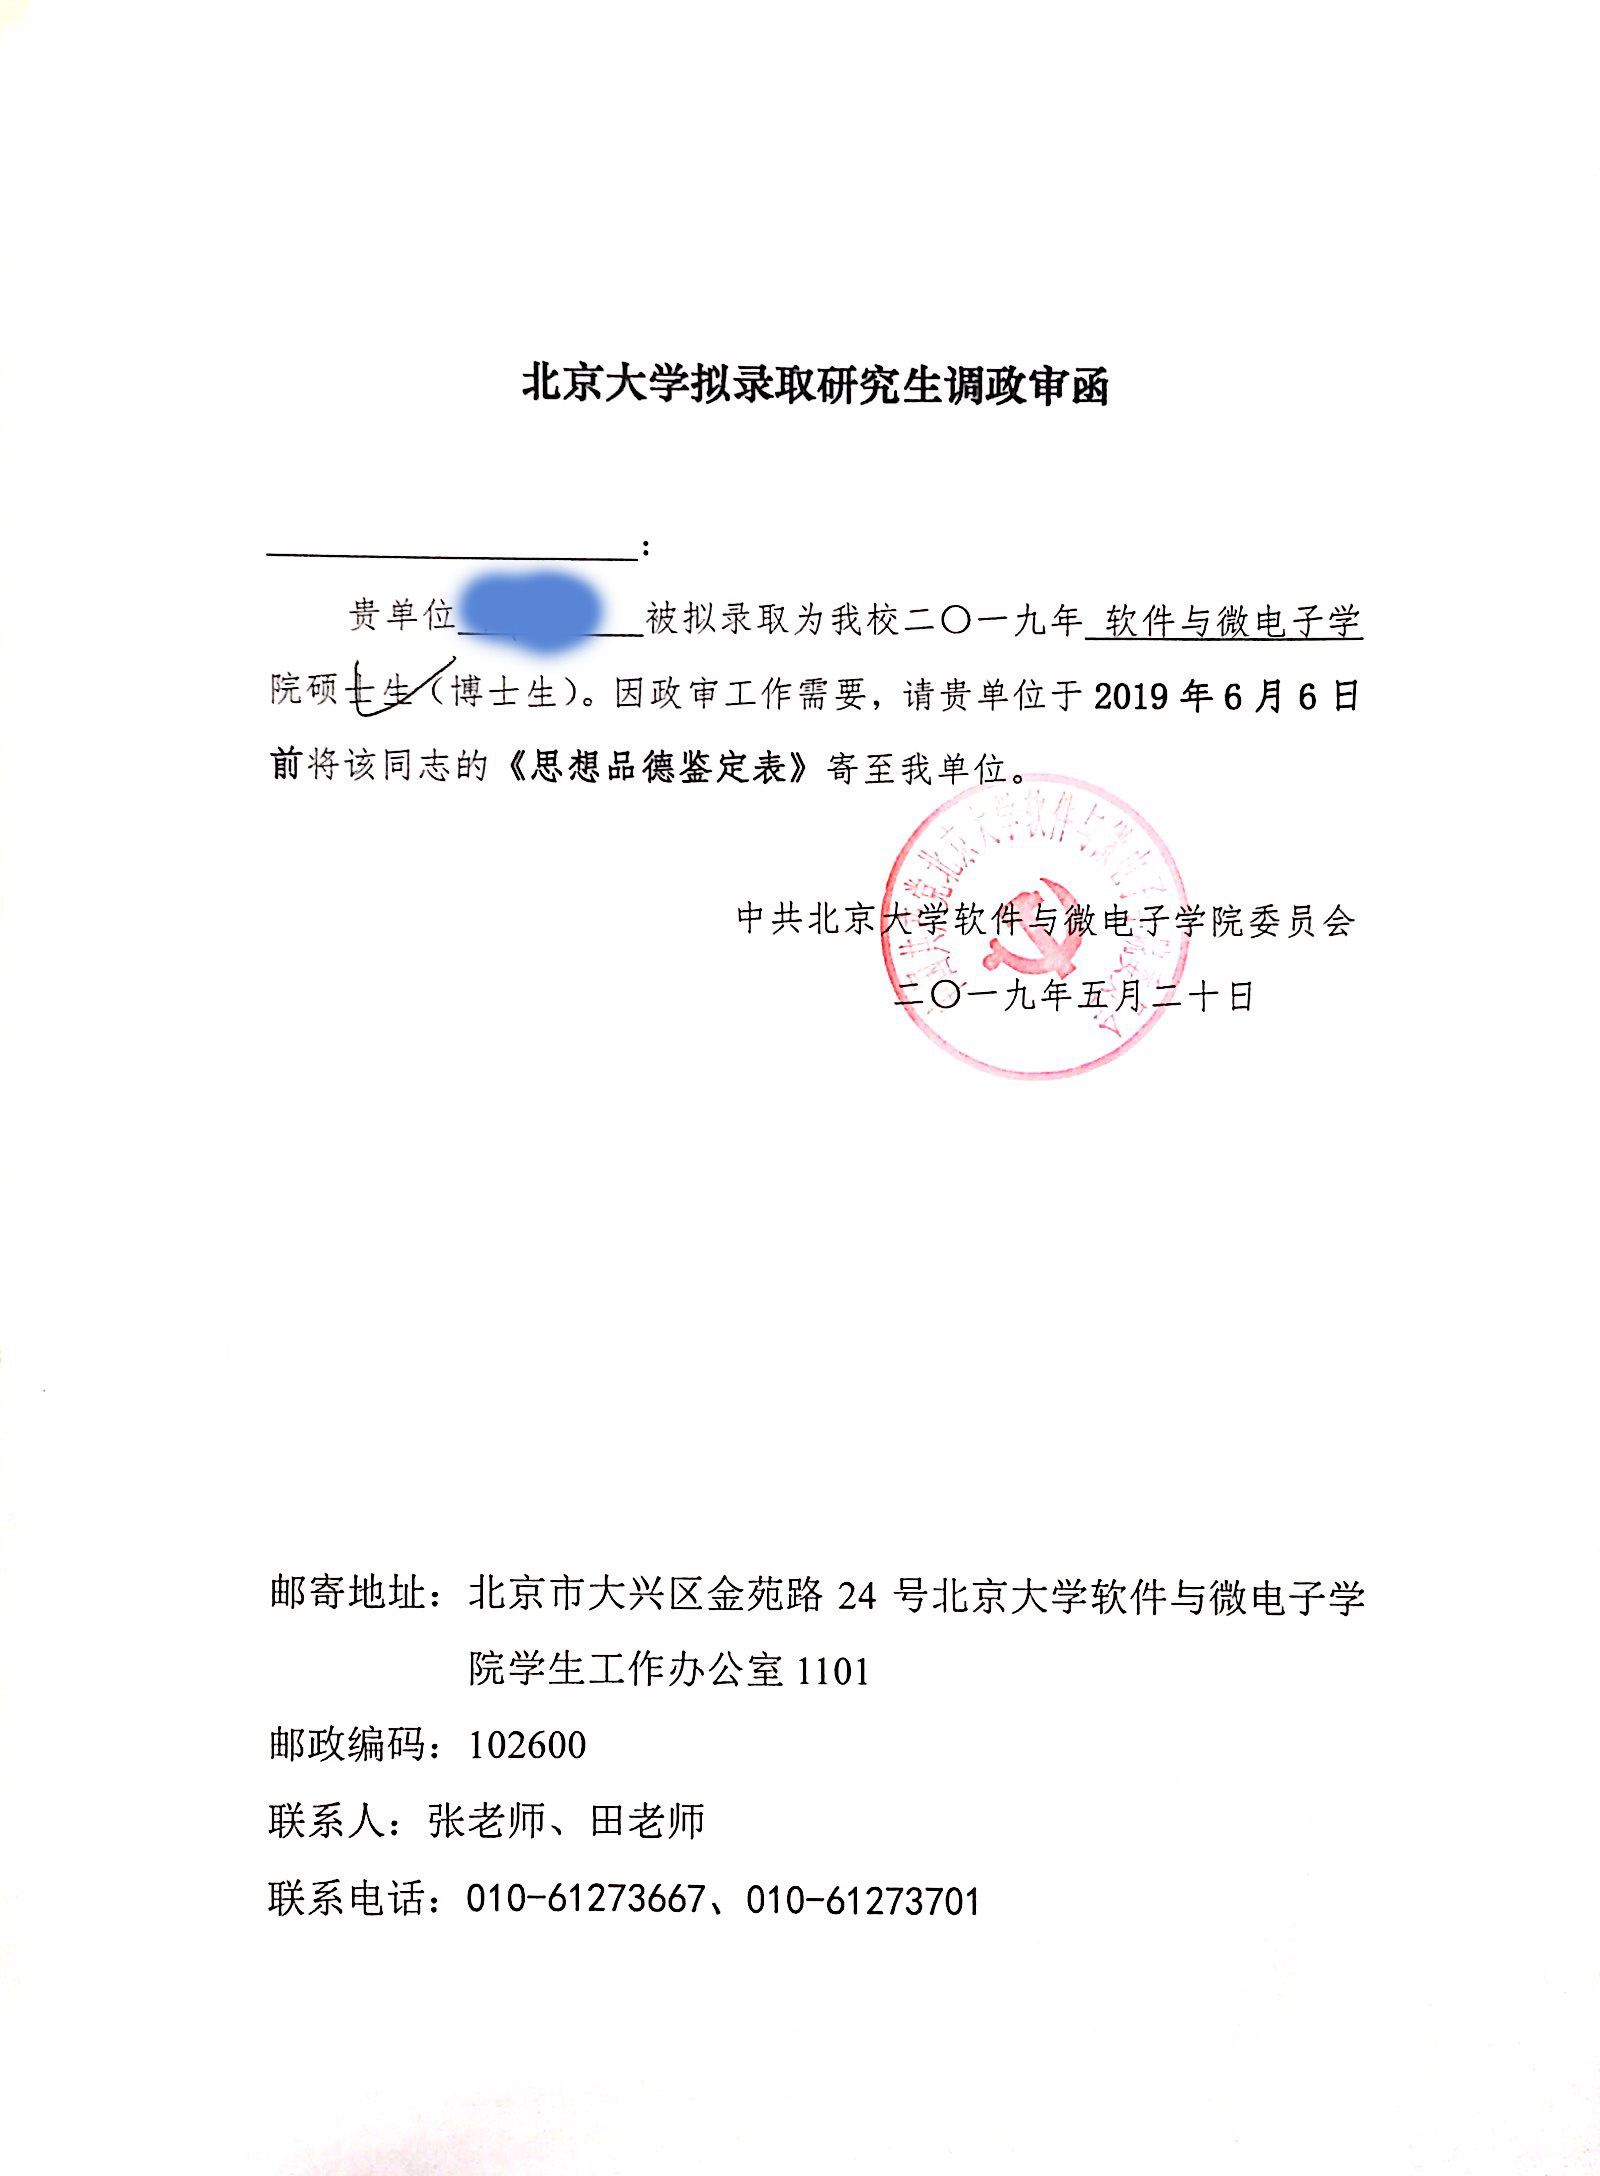 北京大学拟录取研究生调政审函
：
贵单位 被拟录取为我校二〇一九年 软件与微电子学
院硕士生（博士生）。因政审工作需要，请贵单位于 2019 年 6 月 6 日
前将该同志的《思想品德鉴定表》寄至我单位。
中国共产党北京大学软件与微电子学院委员会
中共北京大学软件与微电子学院委员会
二〇一九年五月二十日
邮寄地址：北京市大兴区金苑路 24 号北京大学软件与微电子学
院学生工作办公室 1101
邮政编码：102600
联系人：张老师、田老师
联系电话：010-61273667、010-61273701